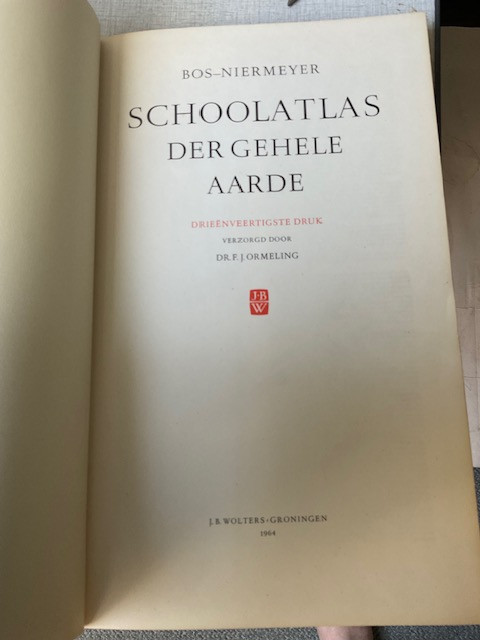 BOS–NIERMEYER
SCHOOLATLAS
DER GEHELE
AARDE
DRIEËNVEERTIGSTE DRUK
VERZORGD DOOR
DR. F. J. ORMELING
J·B
W
J. B. WOLTERS–GRONINGEN
1964